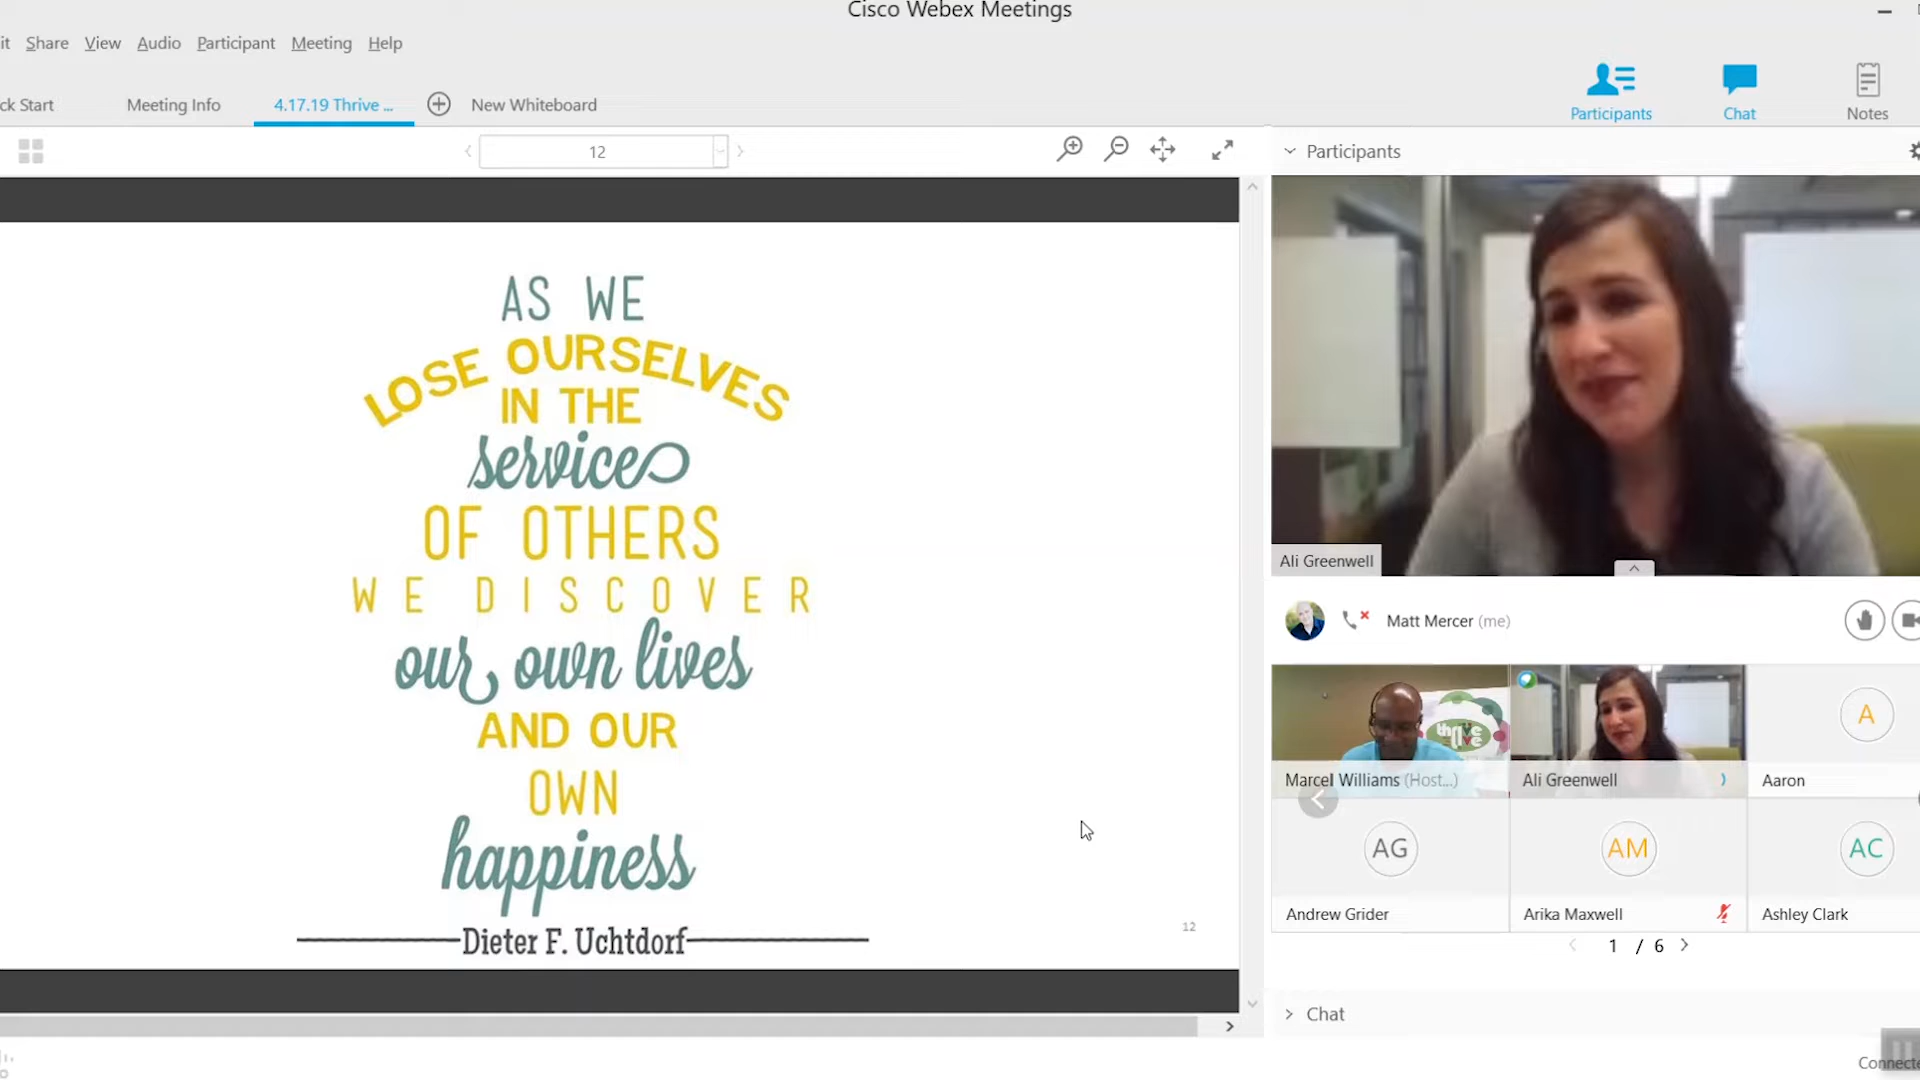 Cisco Webex Meetings
it Share View Audio Participant Meeting Help
ck Start Meeting Info 4.17.19 Thrive ... New Whiteboard
Participants Chat Notes
12
Participants
AS WE
LOSE OURSELVES
IN THE
service
OF OTHERS
WE DISCOVER
our own lives
AND OUR
OWN
happiness
Dieter F. Uchtdorf
12
Ali Greenwell
Matt Mercer (me)
thrive
live
Marcel Williams (Host...)
Ali Greenwell
A
Aaron
AG
Andrew Grider
AM
Arika Maxwell
AC
Ashley Clark
1 / 6
Chat
Connecte